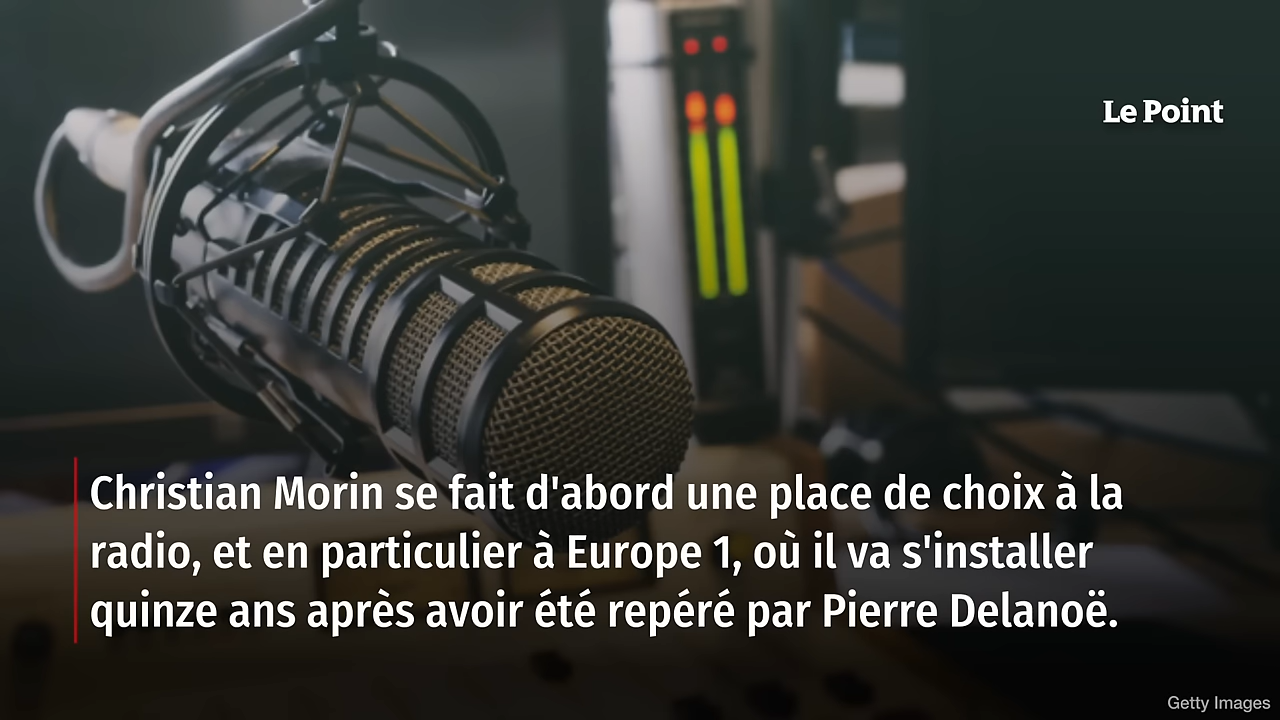 Le Point
Christian Morin se fait d'abord une place de choix à la
radio, et en particulier à Europe 1, où il va s'installer
quinze ans après avoir été repéré par Pierre Delanoë.
Getty Images